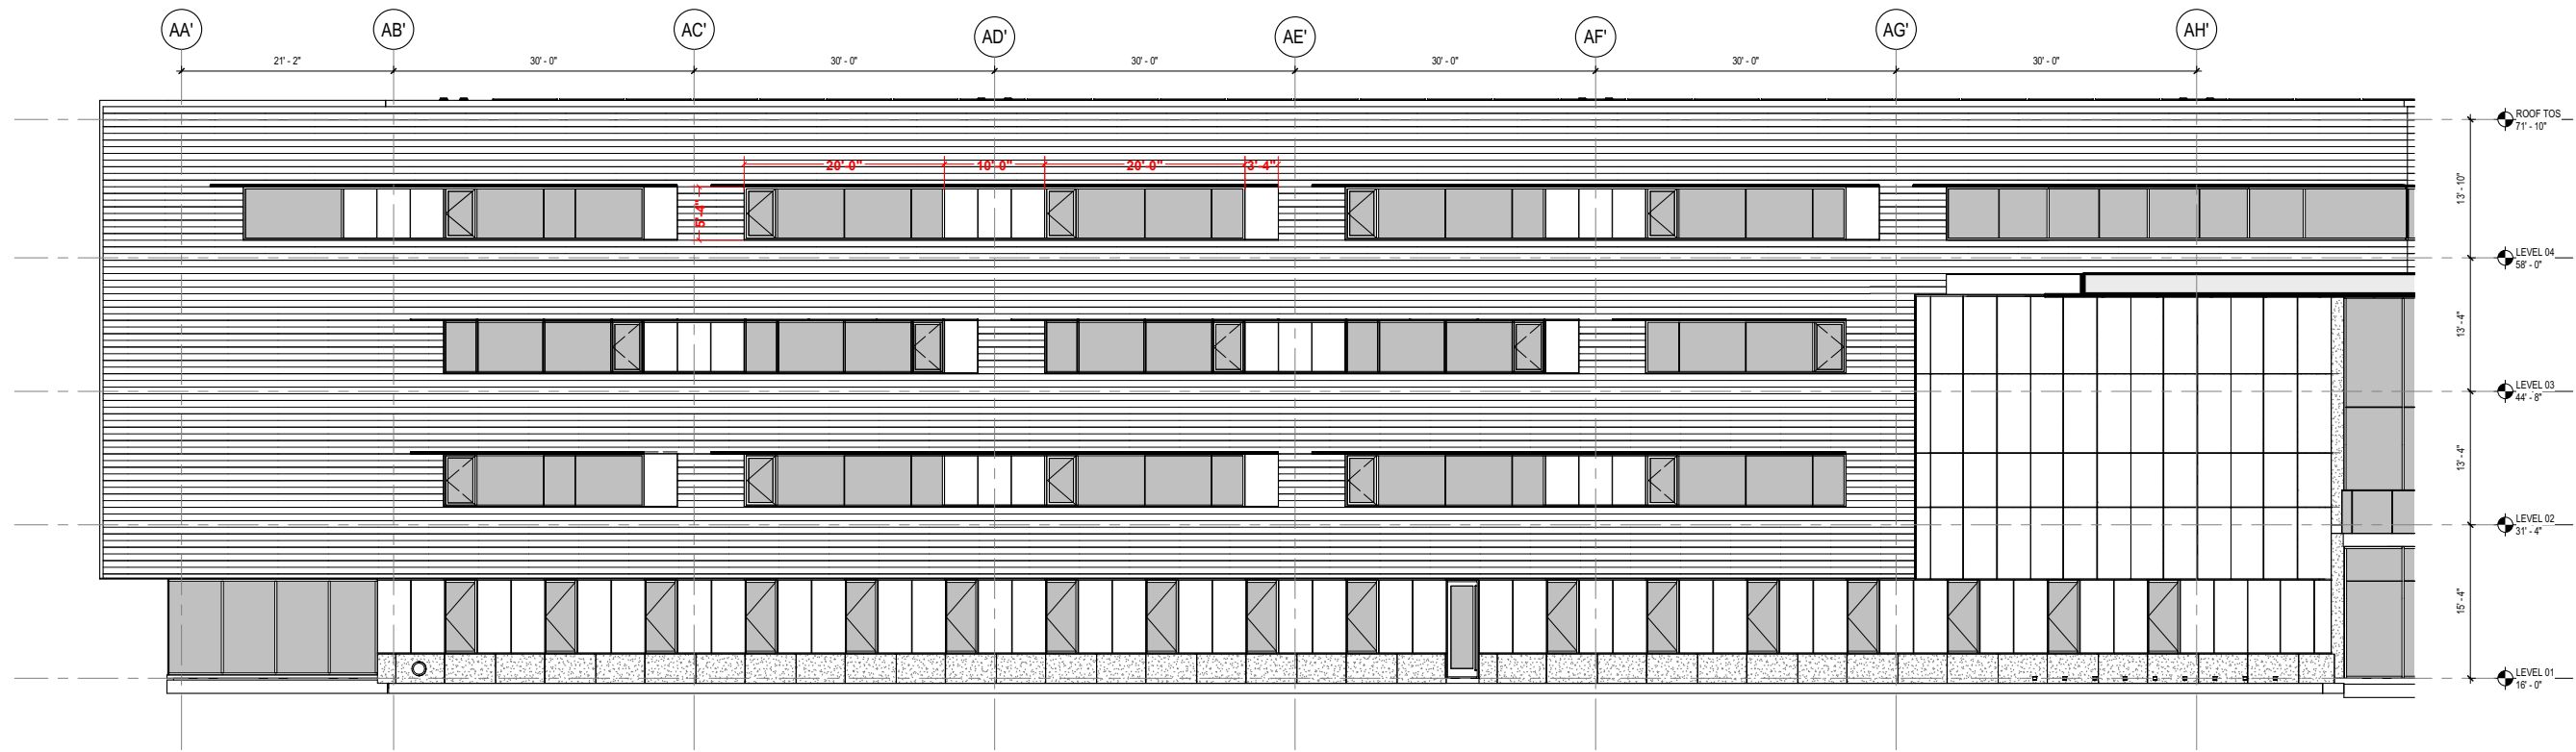 AA' AB' AC' AD' AE' AF' AG' AH'
21' - 2" 30' - 0" 30' - 0" 30' - 0" 30' - 0" 30' - 0" 30' - 0"
ROOF TOS
71' - 10"
20'-0" 10'-0" 20'-0" 3'-4"
5'-4"
13' - 10"
LEVEL 04
58' - 0"
13' - 4"
LEVEL 03
44' - 8"
13' - 4"
LEVEL 02
31' - 4"
15' - 4"
LEVEL 01
16' - 0"